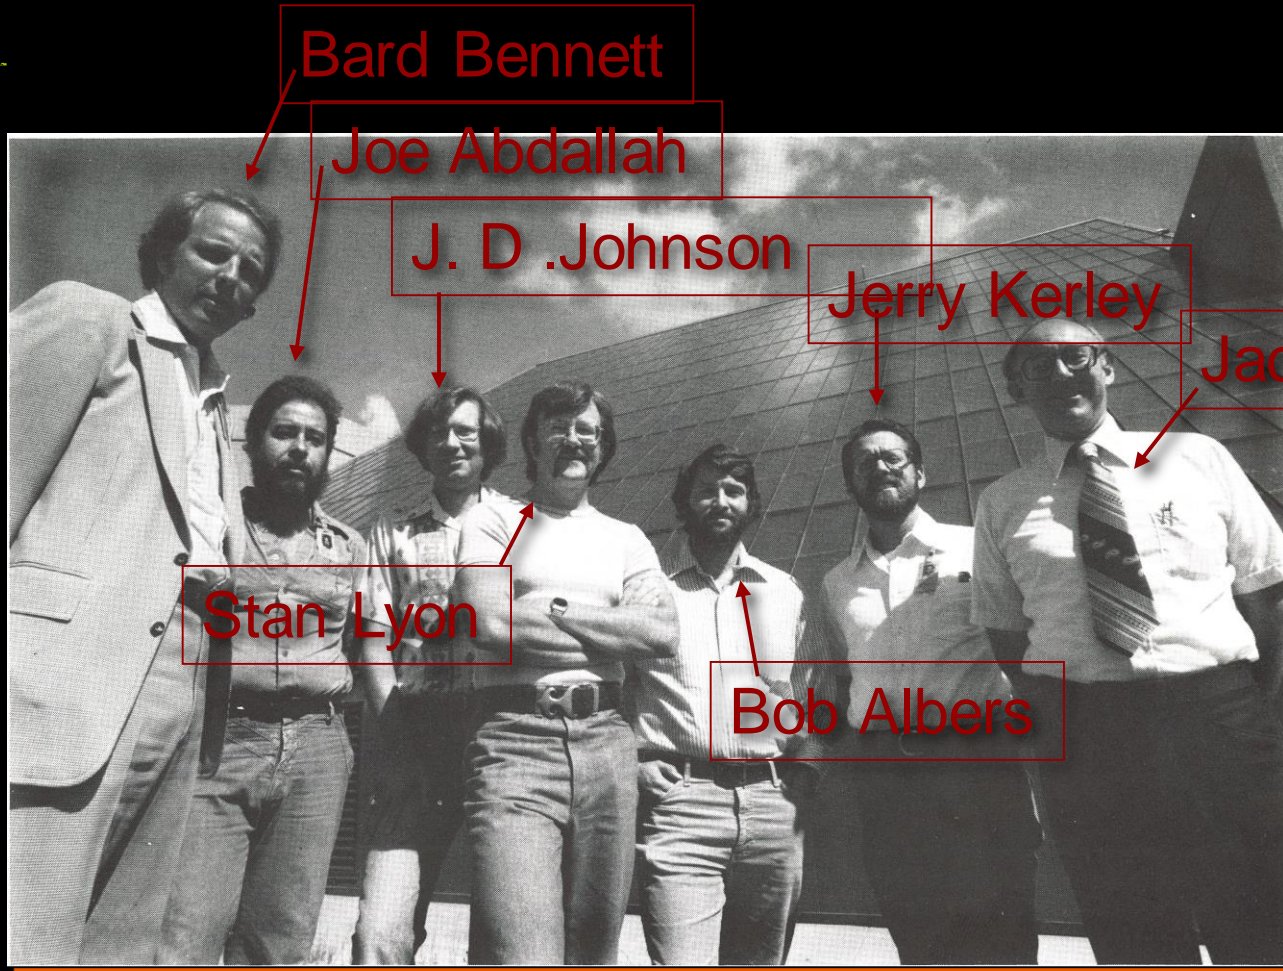 Bard Bennett
Joe Abdallah
J. D .Johnson
Jerry Kerley
Stan Lyon
Bob Albers